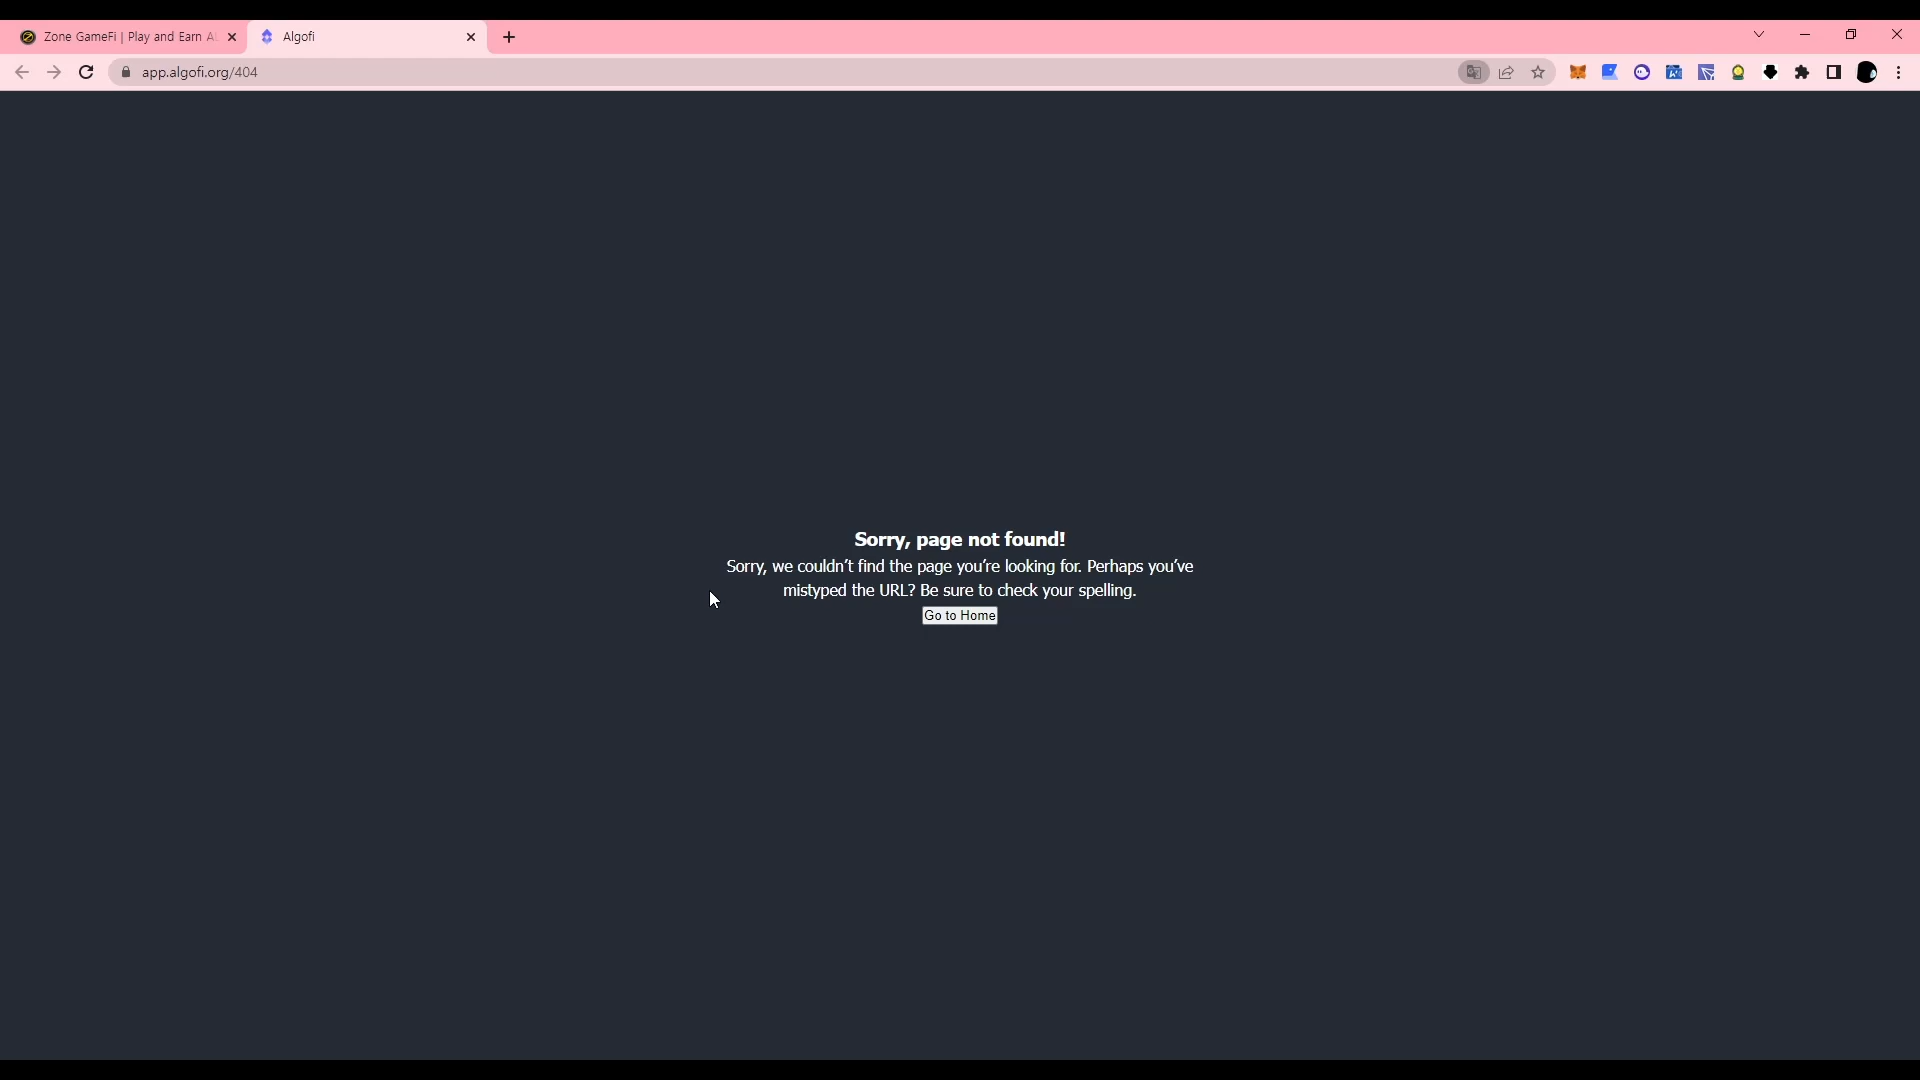 Zone GameFi | Play and Earn A
Algofi
app.algofi.org/404
Sorry, page not found!
Sorry, we couldn't find the page you're looking for. Perhaps you've
mistyped the URL? Be sure to check your spelling.
Go to Home